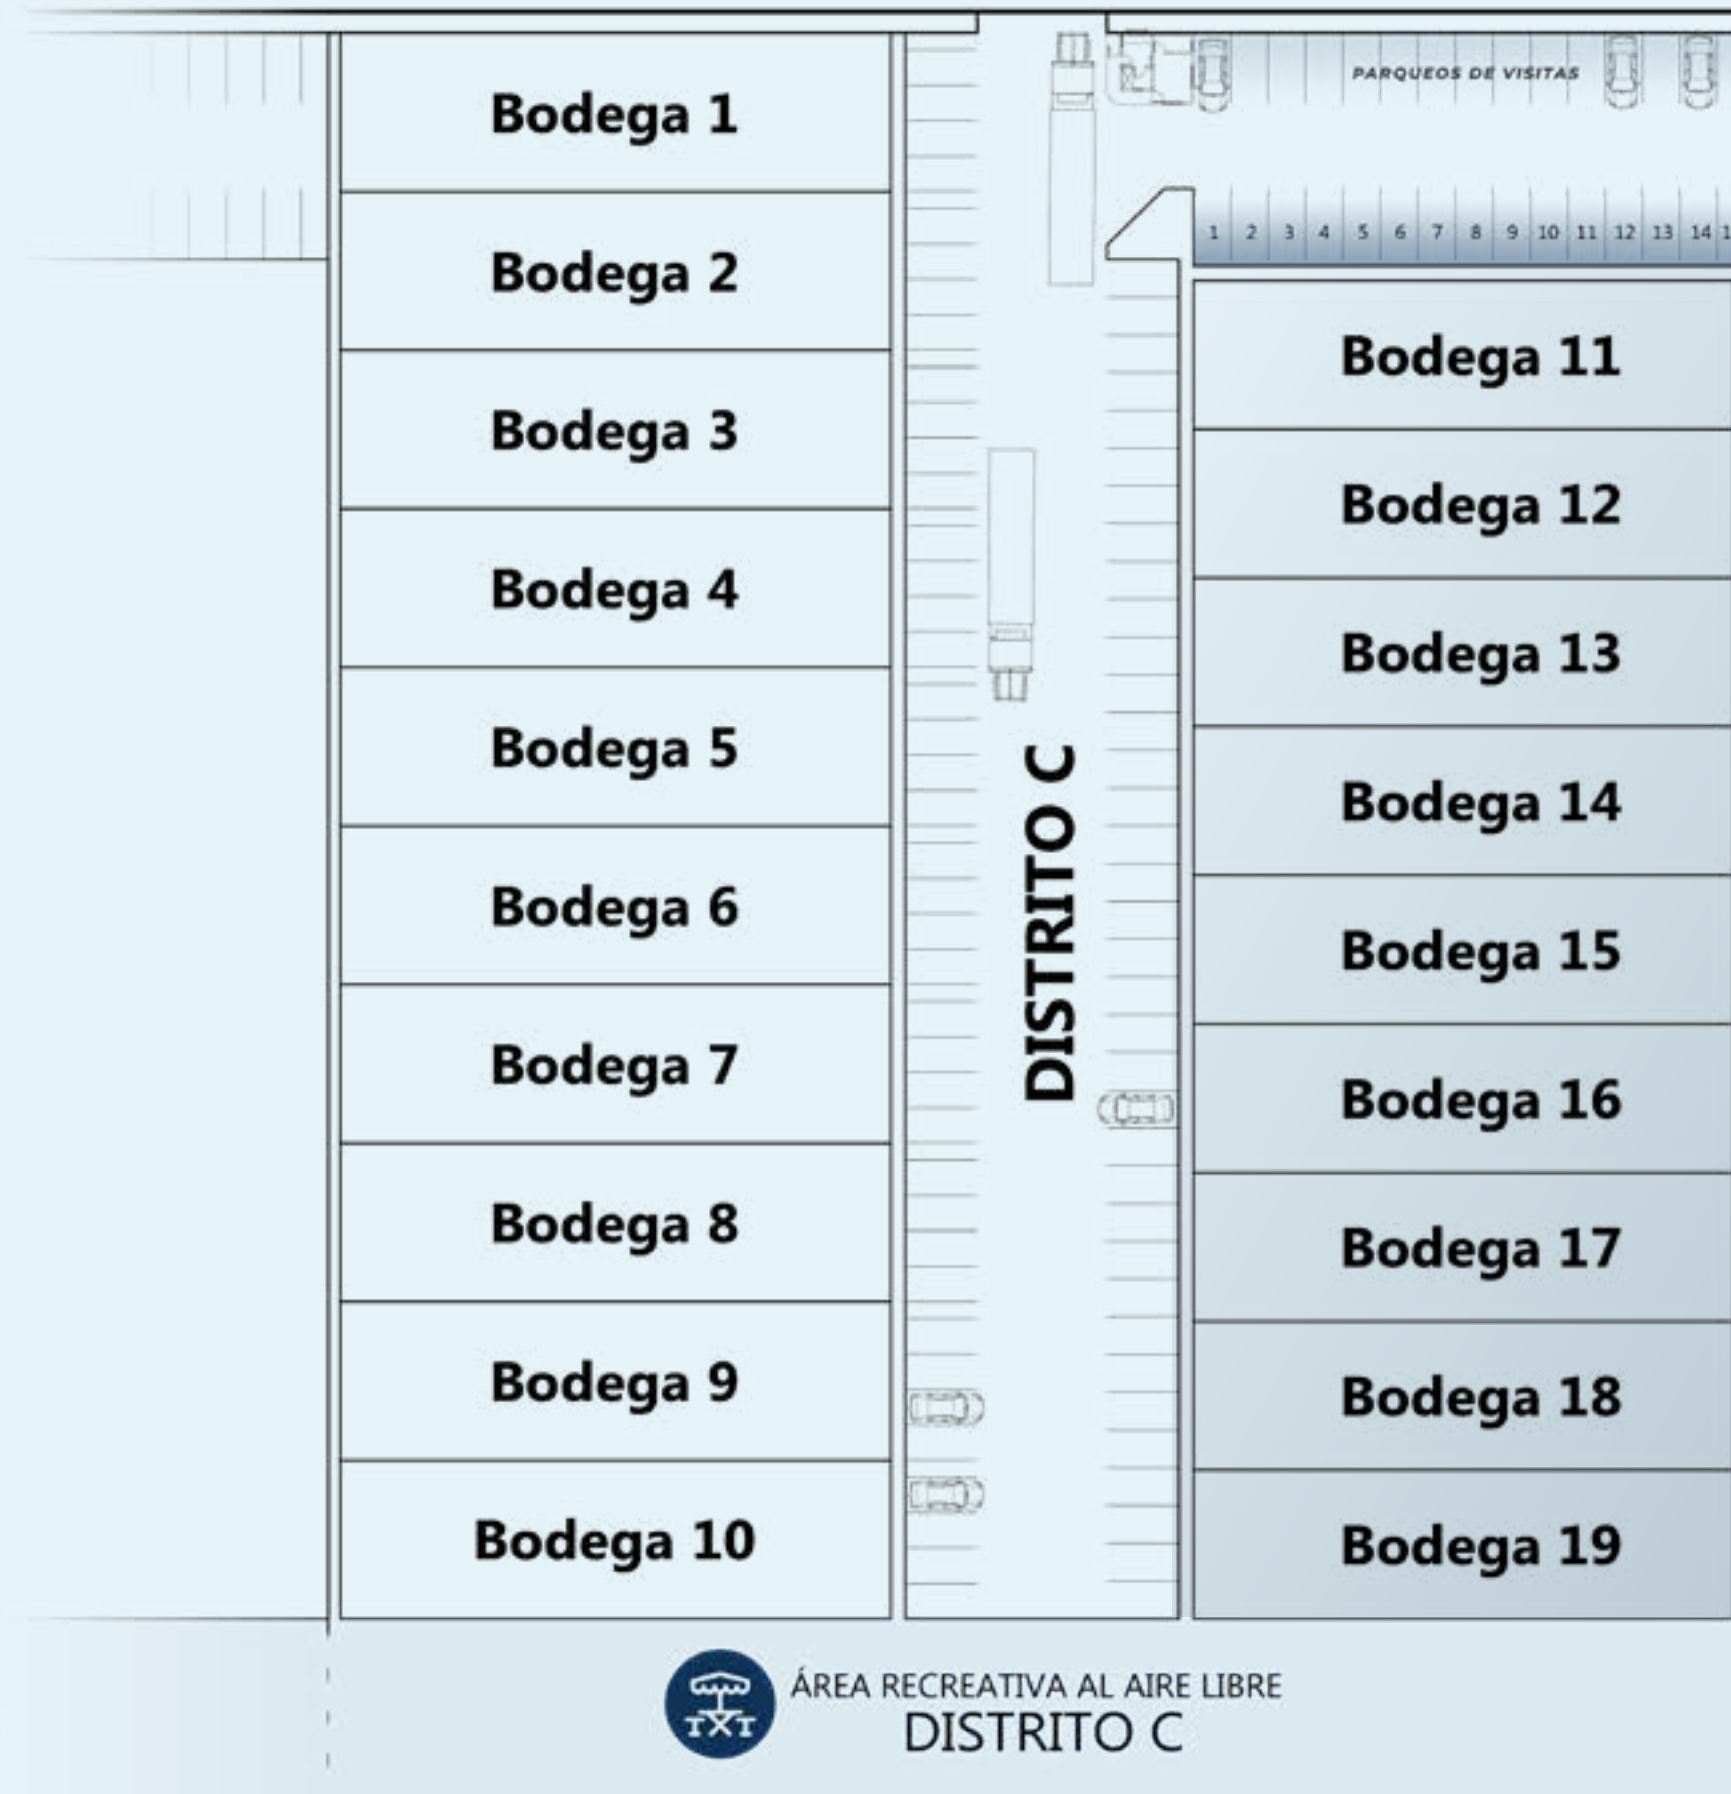 Bodega 1
Bodega 2
Bodega 3
Bodega 4
Bodega 5
Bodega 6
Bodega 7
Bodega 8
Bodega 9
Bodega 10
DISTRITO C
PARQUEOS DE VISITAS
1 2 3 4 5 6 7 8 9 10 11 12 13 14
Bodega 11
Bodega 12
Bodega 13
Bodega 14
Bodega 15
Bodega 16
Bodega 17
Bodega 18
Bodega 19
ÁREA RECREATIVA AL AIRE LIBRE
DISTRITO C